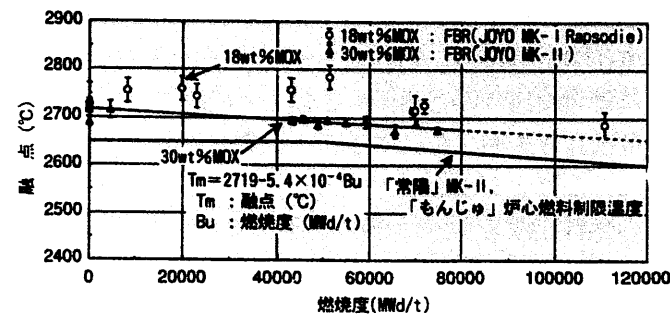 2900
2800
2700
2600
2500
2400
融 点 (℃)
18wt%MOX : FBR(JOYO MK-I Rapsodie)
30wt%MOX : FBR(JOYO MK-II)
18wt%MOX
30wt%MOX
Tm=2719-5.4×10⁻⁴Bu
Tm : 融点 (℃)
Bu : 燃焼度 (MWd/t)
「常陽」MK-II,
「もんじゅ」炉心燃料制限温度
0 20000 40000 60000 80000 100000 120000
燃焼度(MWd/t)